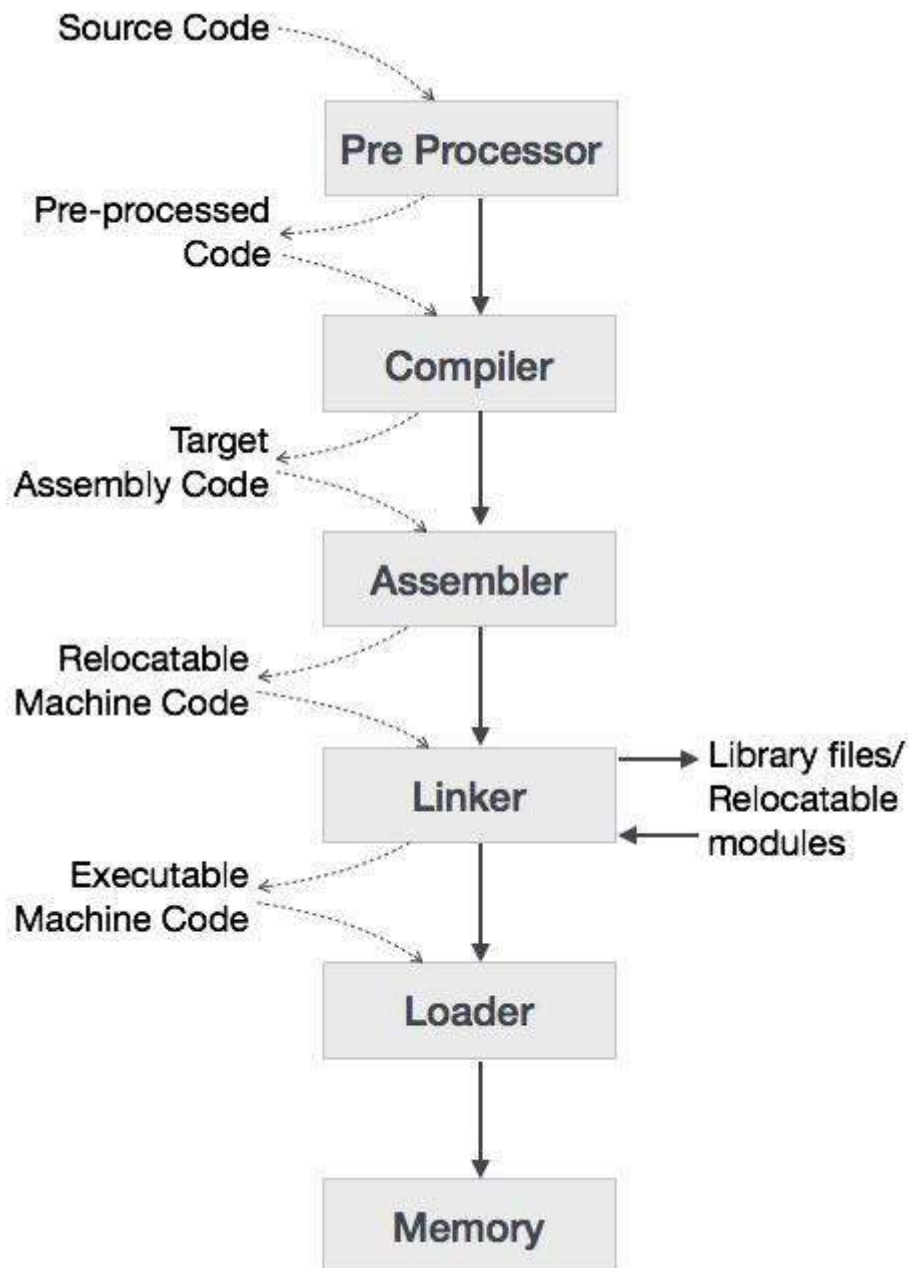 Source Code
Pre Processor
Pre-processed
Code
Compiler
Target
Assembly Code
Assembler
Relocatable
Machine Code
Linker
Library files/
Relocatable
modules
Executable
Machine Code
Loader
Memory